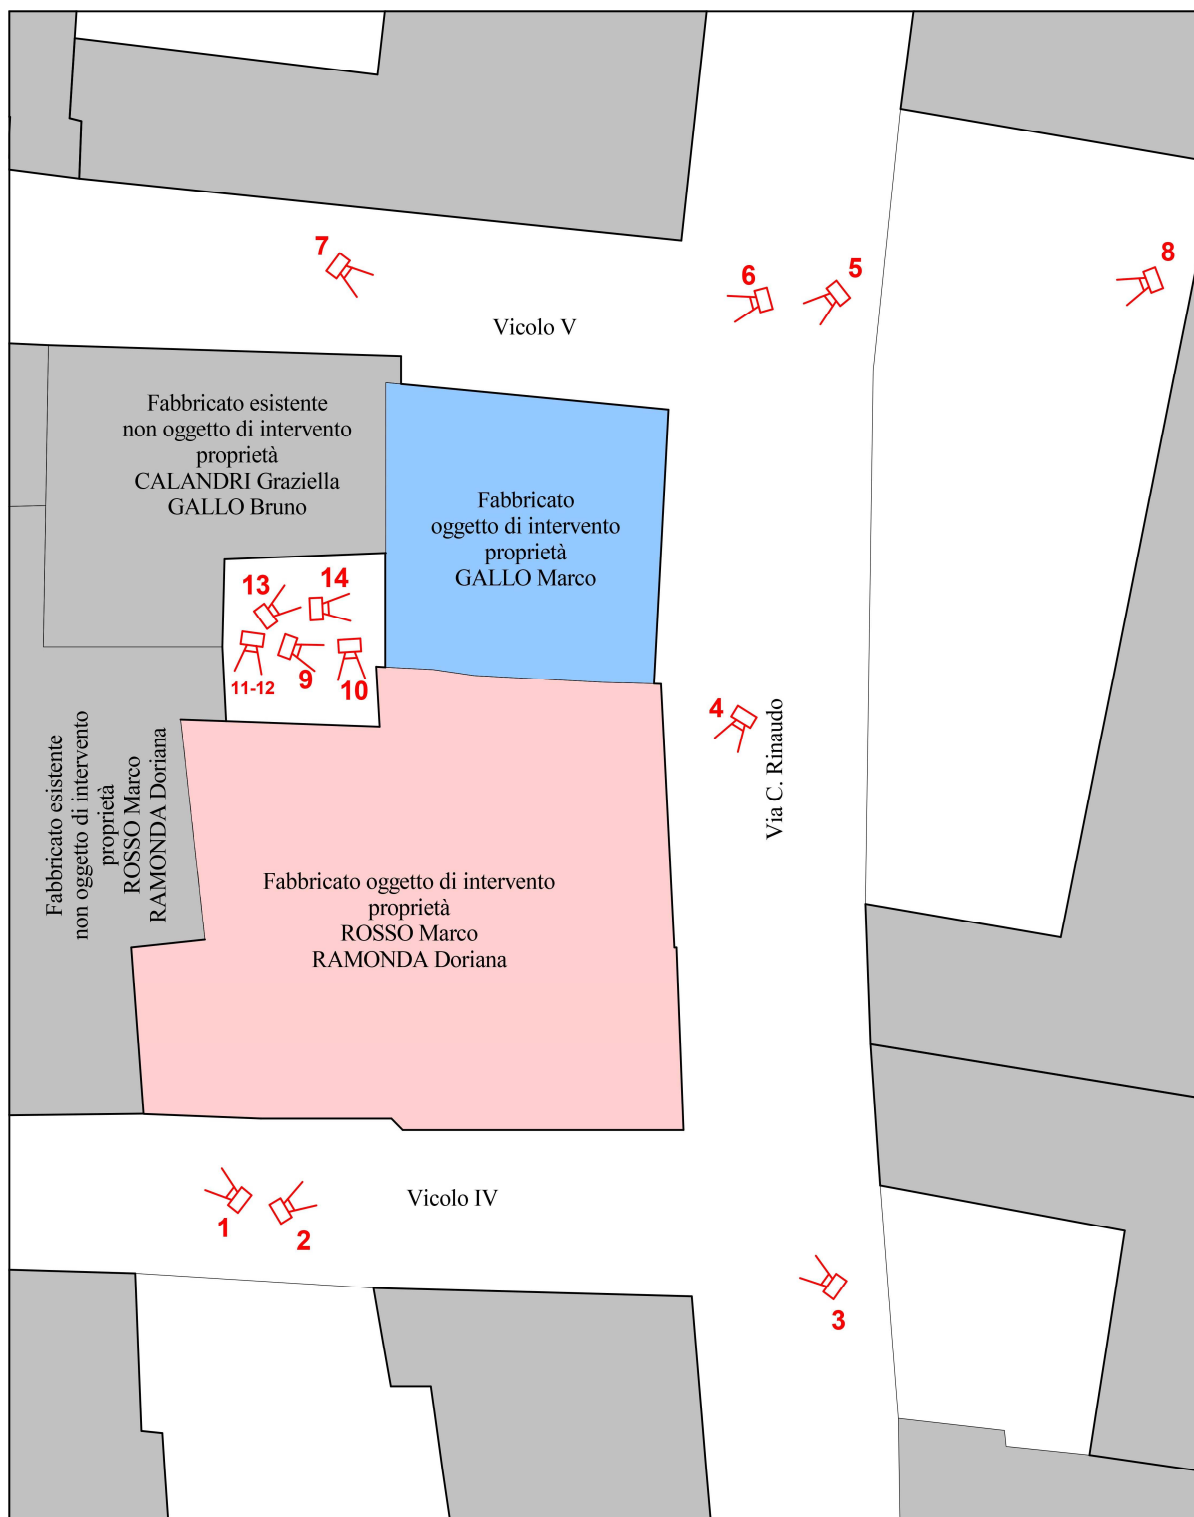 7
6
5
8
Vicolo V
Fabbricato esistente
non oggetto di intervento
proprietà
CALANDRI Graziella
GALLO Bruno
Fabbricato
oggetto di intervento
proprietà
GALLO Marco
13
14
11-12
9
10
4
Via C. Rinaudo
Fabbricato esistente
non oggetto di intervento
proprietà
ROSSO Marco
RAMONDA Doriana
Fabbricato oggetto di intervento
proprietà
ROSSO Marco
RAMONDA Doriana
Vicolo IV
1
2
3